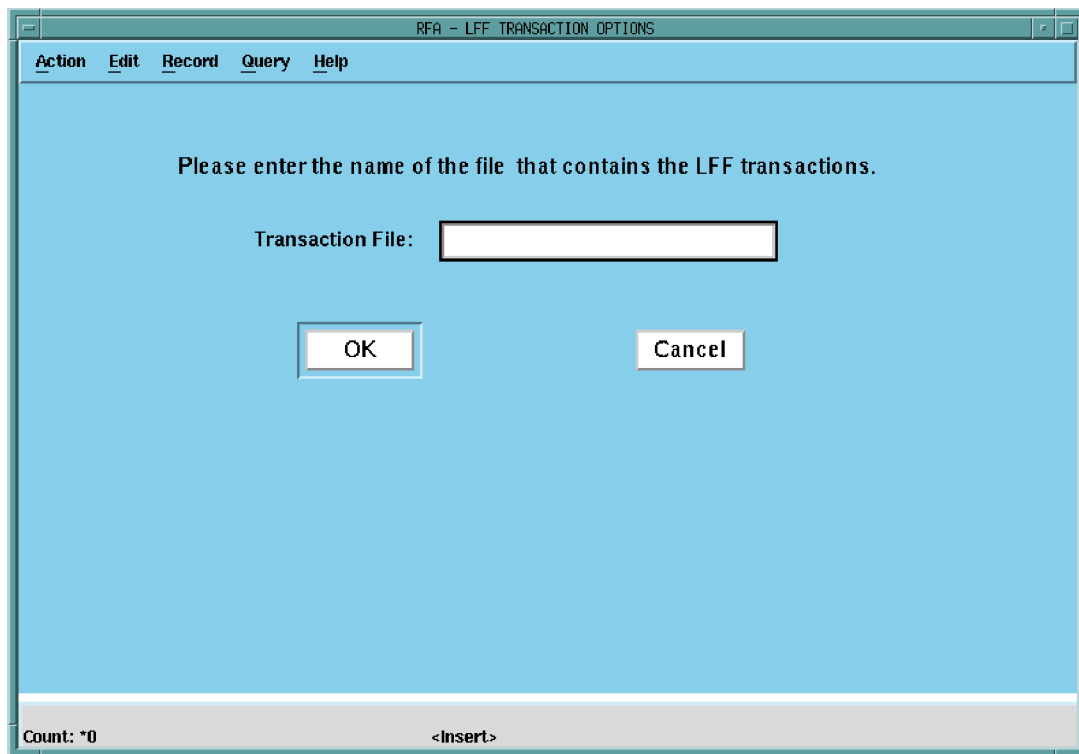 RFA - LFF TRANSACTION OPTIONS
Action Edit Record Query Help
Please enter the name of the file that contains the LFF transactions.
Transaction File:
OK Cancel
Count: *0 <Insert>